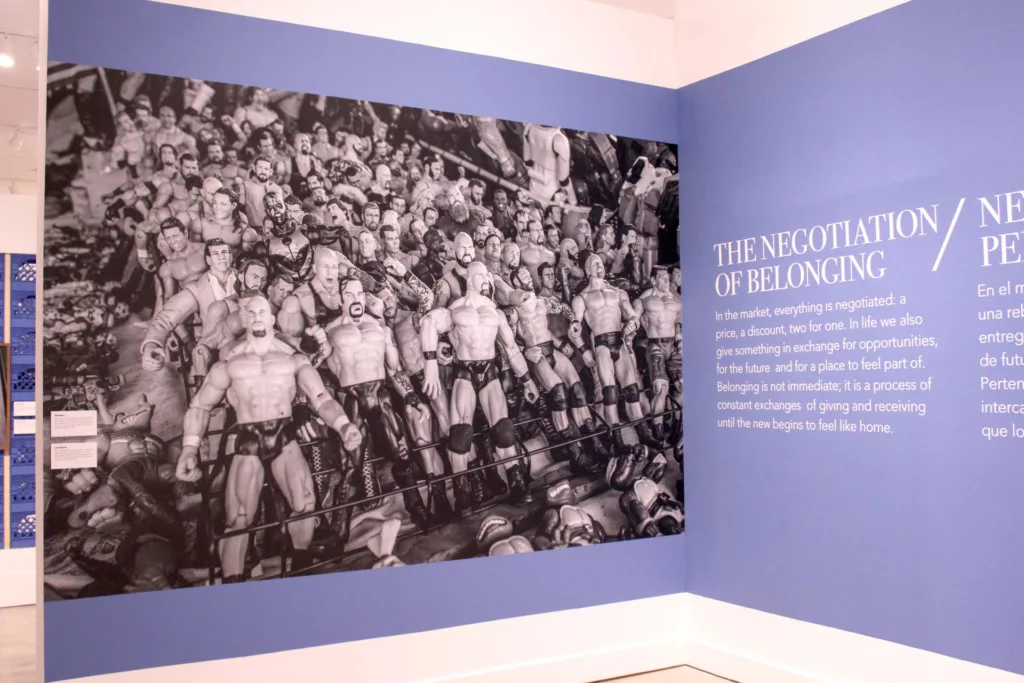 THE NEGOTIATION /
OF BELONGING
In the market, everything is negotiated: a
price, a discount, two for one. In life we also
give something in exchange for opportunities,
for the future and for a place to feel part of.
Belonging is not immediate; it is a process of
constant exchanges of giving and receiving
until the new begins to feel like home.
NE
PE
En el m
una reb
entreg
de futu
Perten
interca
que lo